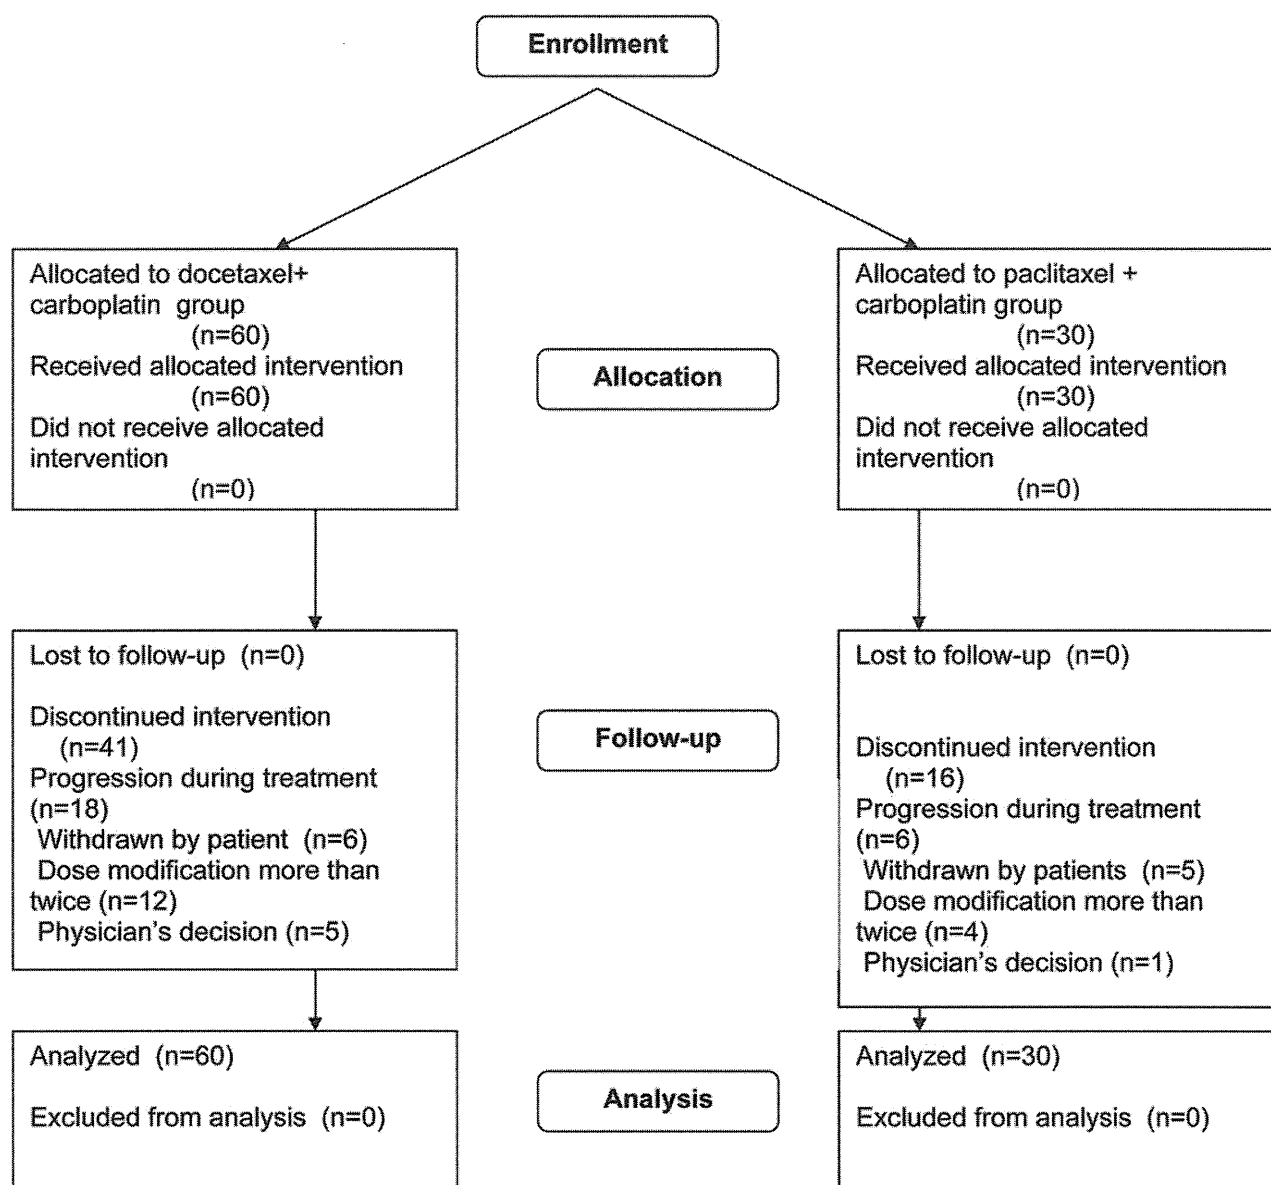 Enrollment
Allocated to docetaxel+
carboplatin group
(n=60)
Received allocated intervention
(n=60)
Did not receive allocated
intervention
(n=0)
Allocation
Allocated to paclitaxel +
carboplatin group
(n=30)
Received allocated intervention
(n=30)
Did not receive allocated
intervention
(n=0)
Lost to follow-up (n=0)
Discontinued intervention
(n=41)
Progression during treatment
(n=18)
Withdrawn by patient (n=6)
Dose modification more than
twice (n=12)
Physician’s decision (n=5)
Follow-up
Lost to follow-up (n=0)
Discontinued intervention
(n=16)
Progression during treatment
(n=6)
Withdrawn by patients (n=5)
Dose modification more than
twice (n=4)
Physician’s decision (n=1)
Analyzed (n=60)
Excluded from analysis (n=0)
Analysis
Analyzed (n=30)
Excluded from analysis (n=0)